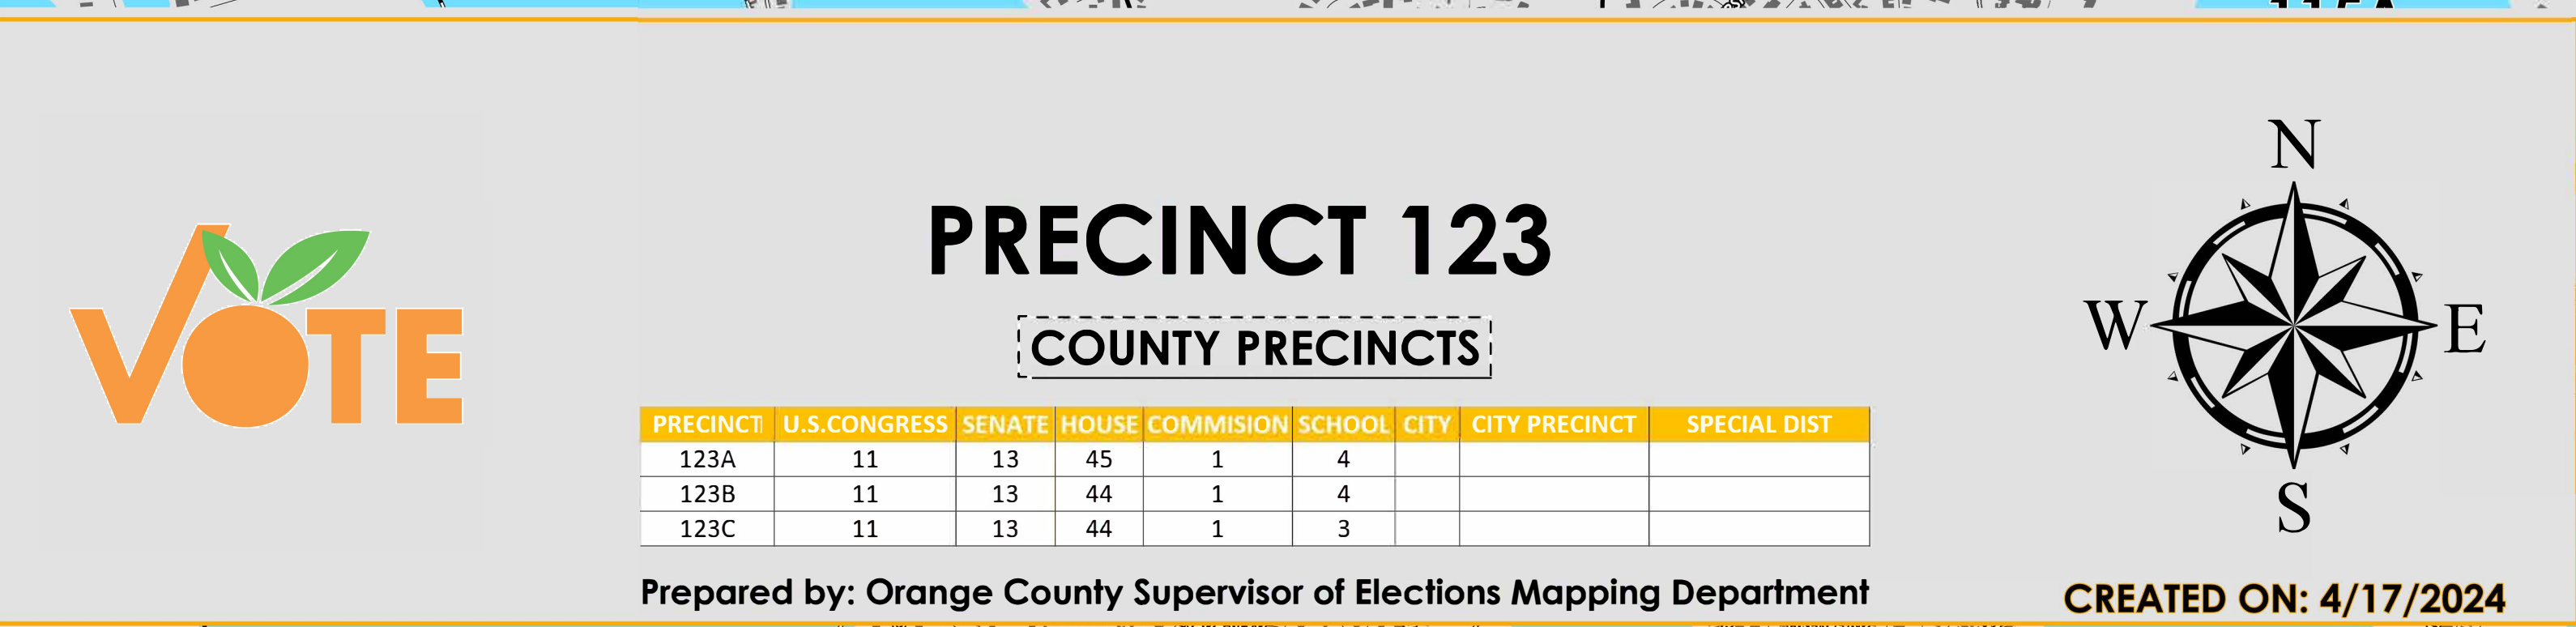 VOTE
PRECINCT 123
COUNTY PRECINCTS
PRECINCT U.S.CONGRESS SENATE HOUSE COMMISION SCHOOL CITY CITY PRECINCT SPECIAL DIST
123A 11 13 45 1 4
123B 11 13 44 1 4
123C 11 13 44 1 3
Prepared by: Orange County Supervisor of Elections Mapping Department
N
W E
S
CREATED ON: 4/17/2024